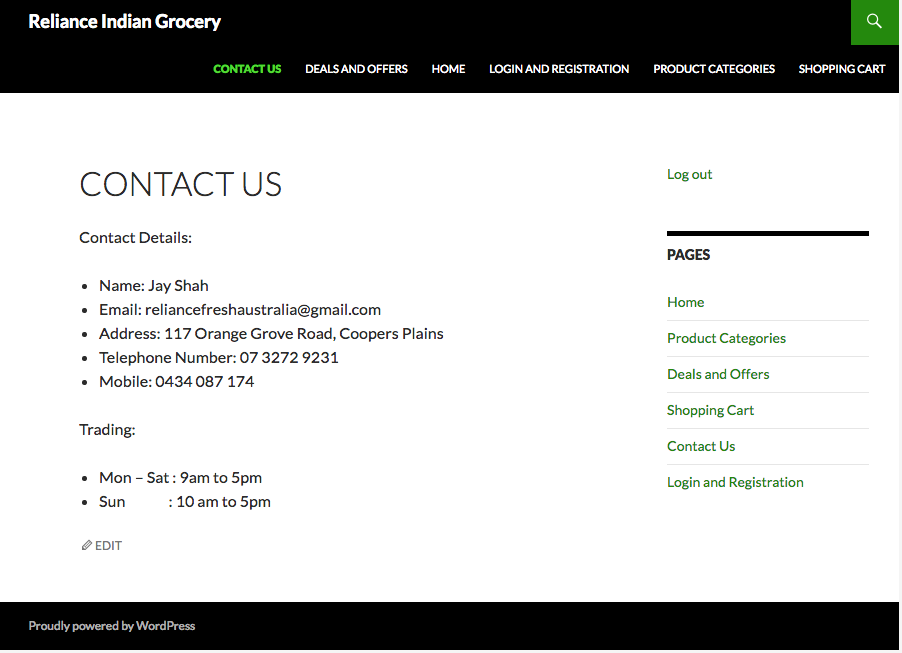 Reliance Indian Grocery
CONTACT US DEALS AND OFFERS HOME LOGIN AND REGISTRATION PRODUCT CATEGORIES SHOPPING CART
CONTACT US
Contact Details:
Name: Jay Shah
Email: reliancefreshaustralia@gmail.com
Address: 117 Orange Grove Road, Coopers Plains
Telephone Number: 07 3272 9231
Mobile: 0434 087 174
Trading:
Mon – Sat : 9am to 5pm
Sun : 10 am to 5pm
EDIT
Log out
PAGES
Home
Product Categories
Deals and Offers
Shopping Cart
Contact Us
Login and Registration
Proudly powered by WordPress